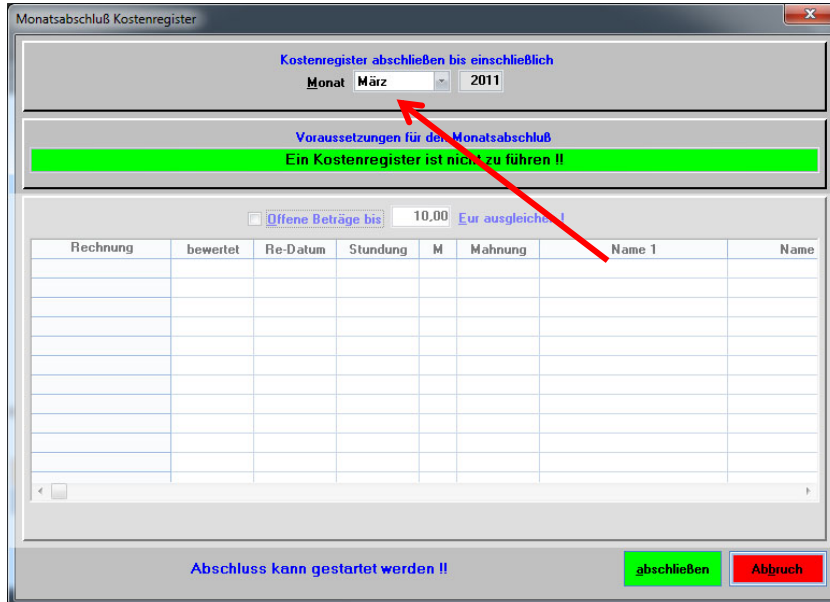 Monatsabschluß Kostenregister
Kostenregister abschließen bis einschließlich
Monat März 2011
Voraussetzungen für den Monatsabschluß
Ein Kostenregister ist nicht zu führen !!
Offene Beträge bis 10,00 Eur ausgleichen !
Rechnung bewertet Re-Datum Stundung M Mahnung Name 1 Name
Abschluss kann gestartet werden !! abschließen Abbruch